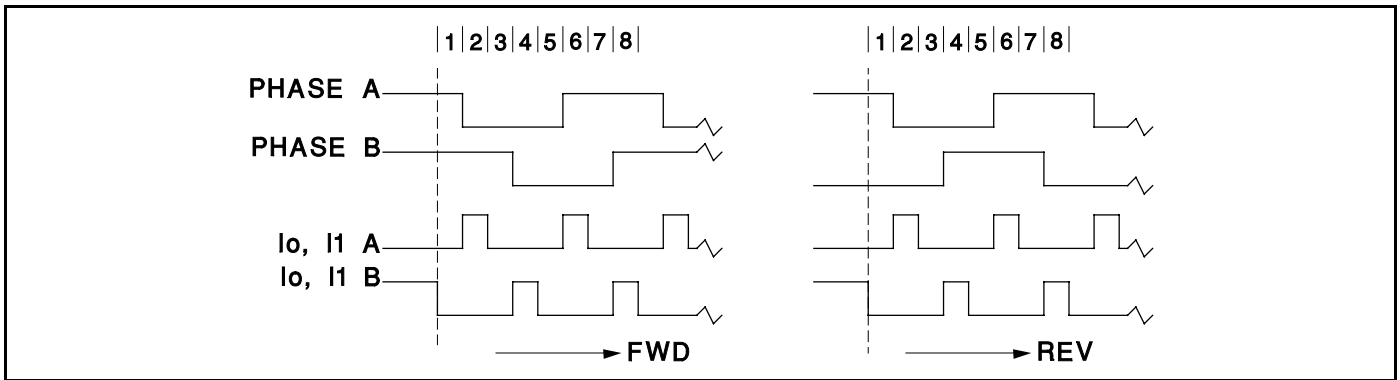 |1|2|3|4|5|6|7|8| |1|2|3|4|5|6|7|8|
PHASE A
PHASE B
Io, I1 A
Io, I1 B
FWD REV